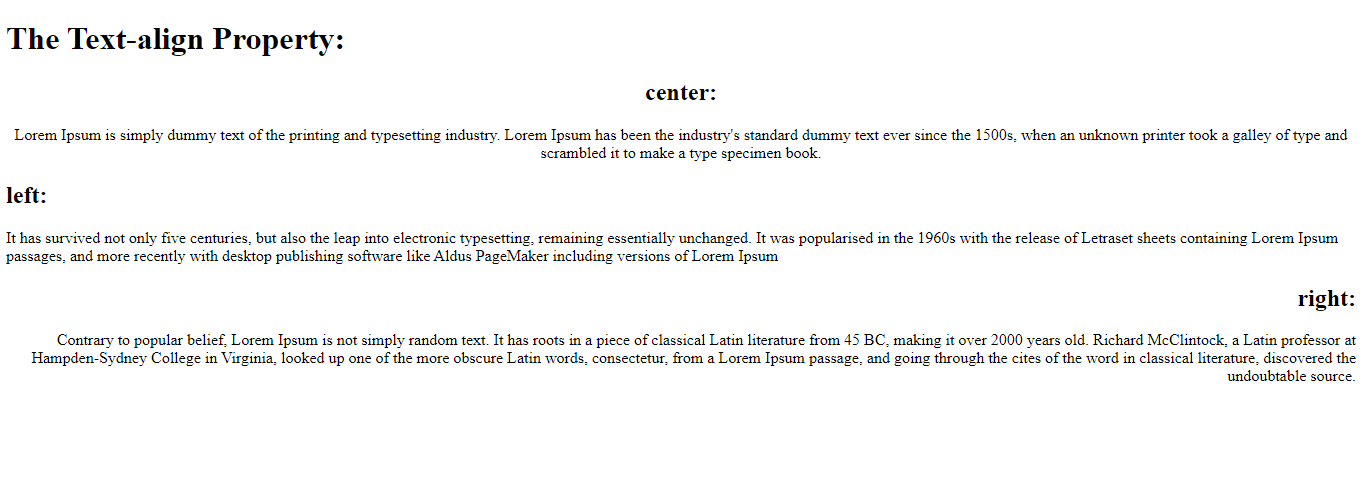 The Text-align Property:
center:
Lorem Ipsum is simply dummy text of the printing and typesetting industry. Lorem Ipsum has been the industry's standard dummy text ever since the 1500s, when an unknown printer took a galley of type and
scrambled it to make a type specimen book.
left:
It has survived not only five centuries, but also the leap into electronic typesetting, remaining essentially unchanged. It was popularised in the 1960s with the release of Letraset sheets containing Lorem Ipsum
passages, and more recently with desktop publishing software like Aldus PageMaker including versions of Lorem Ipsum
right:
Contrary to popular belief, Lorem Ipsum is not simply random text. It has roots in a piece of classical Latin literature from 45 BC, making it over 2000 years old. Richard McClintock, a Latin professor at
Hampden-Sydney College in Virginia, looked up one of the more obscure Latin words, consectetur, from a Lorem Ipsum passage, and going through the cites of the word in classical literature, discovered the
undoubtable source.